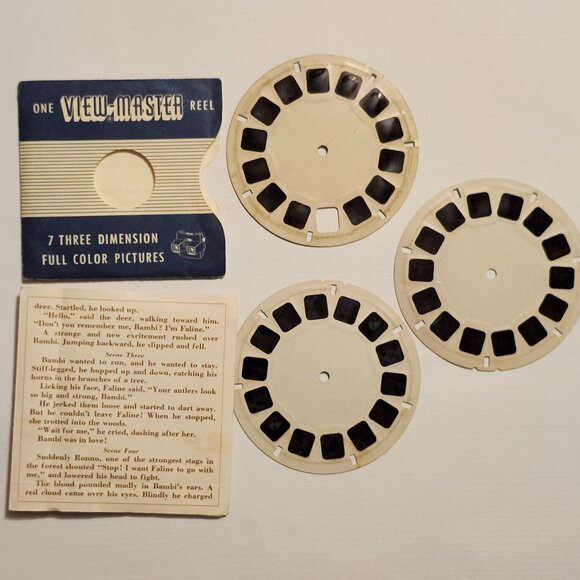 ONE VIEW-MASTER REEL
7 THREE DIMENSION
FULL COLOR PICTURES
deer. Startled, he looked up.
"Hello," said the deer, walking toward him.
"Don't you remember me, Bambi? I'm Faline."
A strange and new excitement rushed over
Bambi. Jumping backward, he slipped and fell.
Scene Three
Bambi wanted to run, and he wanted to stay.
Stiff-legged, he hopped up and down, catching his
horns in the branches of a tree.
Licking his face, Faline said, "Your antlers look
so big and strong, Bambi."
He jerked them loose and started to dart away.
But he couldn't leave Faline! When he stopped,
she trotted into the woods.
"Wait for me," he cried, dashing after her.
Bambi was in love!
Scene Four
Suddenly Ronno, one of the strongest stags in
the forest shouted "Stop! I want Faline to go with
me," and lowered his head to fight.
The blood pounded madly in Bambi's ears. A
red cloud came over his eyes. Blindly he charged